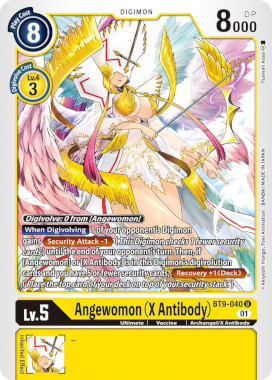 Play Cost
8
DIGIMON
8000
DP
Digivolve Cost
Lv.4
3
Digivolve: 0 from [Angewomon]
When Digivolving 1 of your opponent's Digimon
gains Security Attack -1 (This Digimon checks 1 fewer security
card) until the end of your opponent's turn. Then, if
[Angewomon] or [X Antibody] is in this Digimon's digivolution
cards and you have 5 or fewer security cards, Recovery +1 (Deck)
(Place the top card of your deck on top of your security stack).
BT9-040 U
Lv.5
Angewomon (X Antibody)
01
Ultimate
Vaccine
Archangel/X Antibody
Inherited Effect
-